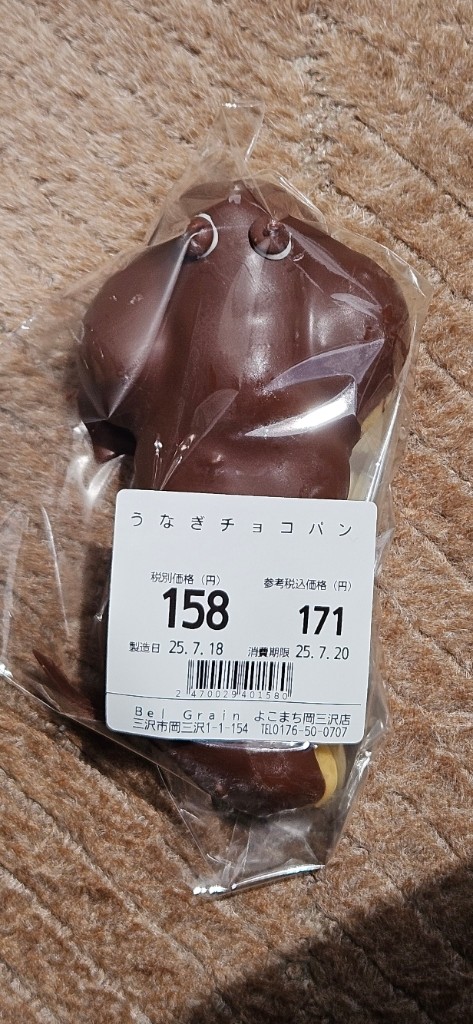 うなぎチョコパン
税別価格（円） 参考税込価格（円）
158 171
製造日 25.7.18 消費期限 25.7.20
2 470029 401580
Bel Grain よこまち岡三沢店
三沢市岡三沢1-1-154 TEL0176-50-0707